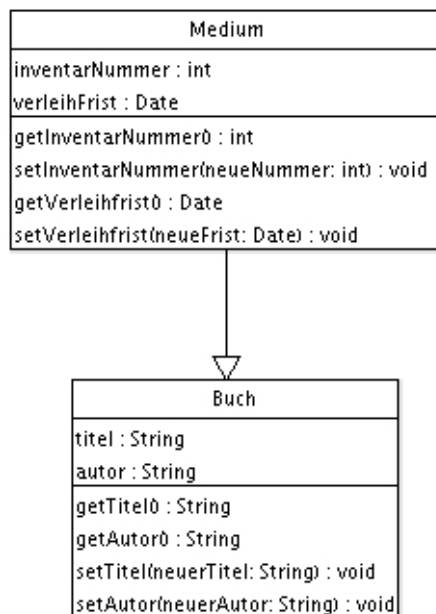 Medium
inventarNummer : int
verleihFrist : Date
getInventarNummer() : int
setInventarNummer(neueNummer: int) : void
getVerleihfrist() : Date
setVerleihfrist(neueFrist: Date) : void
Buch
titel : String
autor : String
getTitel() : String
getAutor() : String
setTitel(neuerTitel: String) : void
setAutor(neuerAutor: String) : void